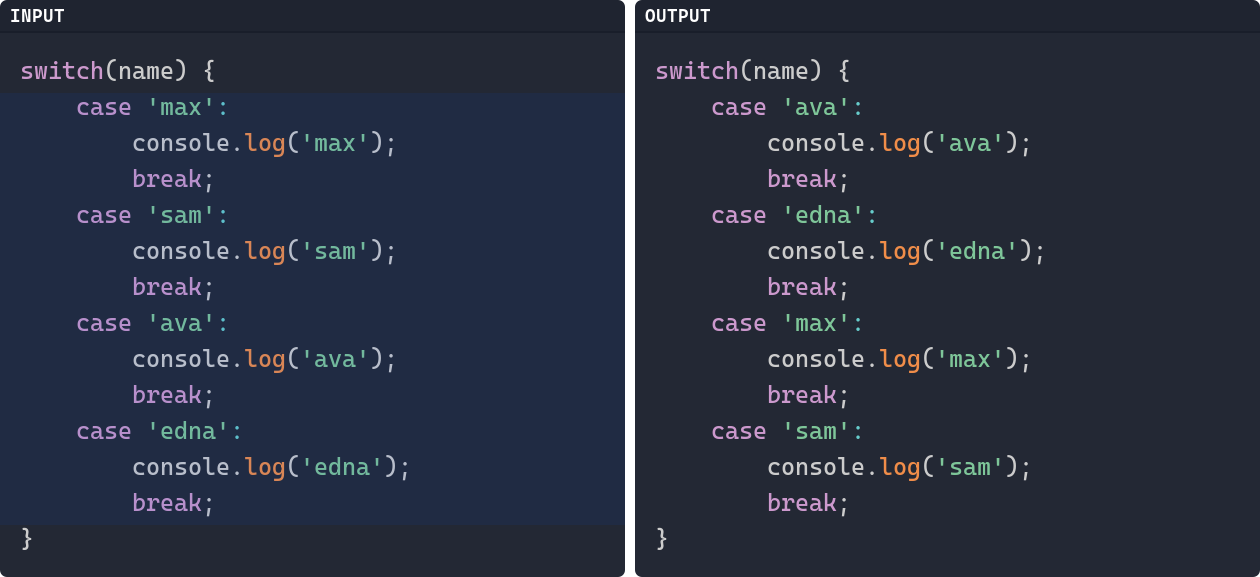 INPUT
switch(name) {
    case 'max':
        console.log('max');
        break;
    case 'sam':
        console.log('sam');
        break;
    case 'ava':
        console.log('ava');
        break;
    case 'edna':
        console.log('edna');
        break;
}
OUTPUT
switch(name) {
    case 'ava':
        console.log('ava');
        break;
    case 'edna':
        console.log('edna');
        break;
    case 'max':
        console.log('max');
        break;
    case 'sam':
        console.log('sam');
        break;
}